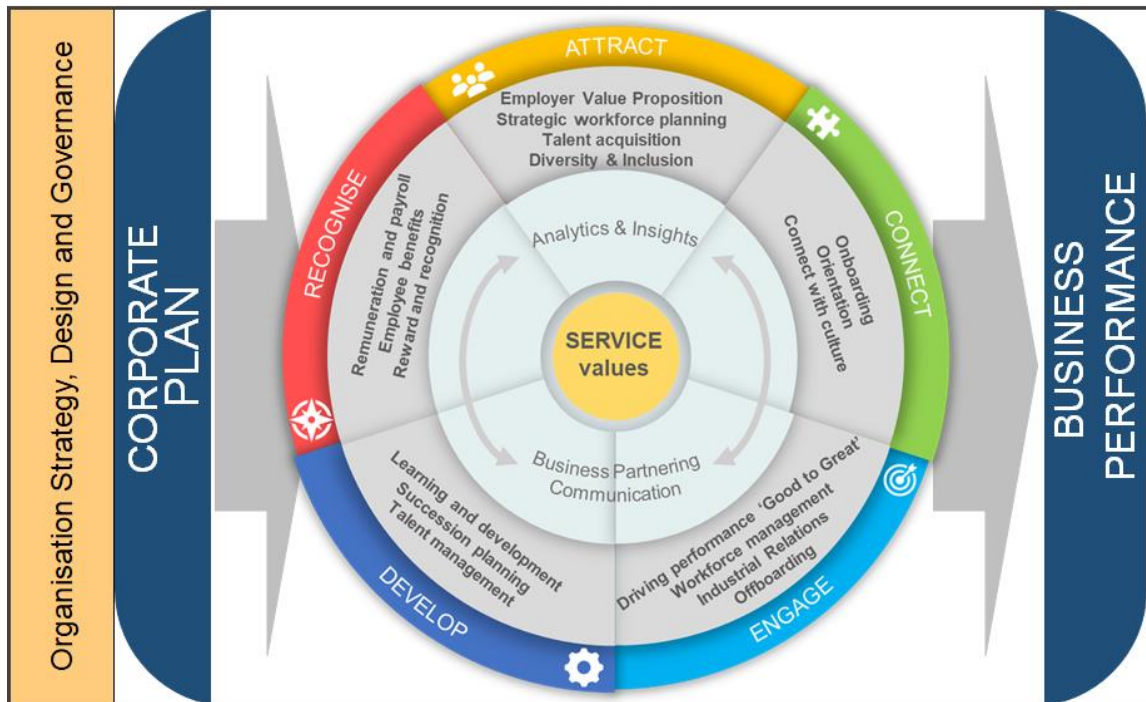 Organisation Strategy, Design and Governance
CORPORATE
PLAN
ATTRACT
Employer Value Proposition
Strategic workforce planning
Talent acquisition
Diversity & Inclusion
CONNECT
Onboarding
Orientation
Connect with culture
ENGAGE
Driving performance ‘Good to Great’
Workforce management
Industrial Relations
Offboarding
DEVELOP
Learning and development
Succession planning
Talent management
RECOGNISE
Remuneration and payroll
Employee benefits
Reward and recognition
Analytics & Insights
SERVICE
values
Business Partnering
Communication
BUSINESS
PERFORMANCE